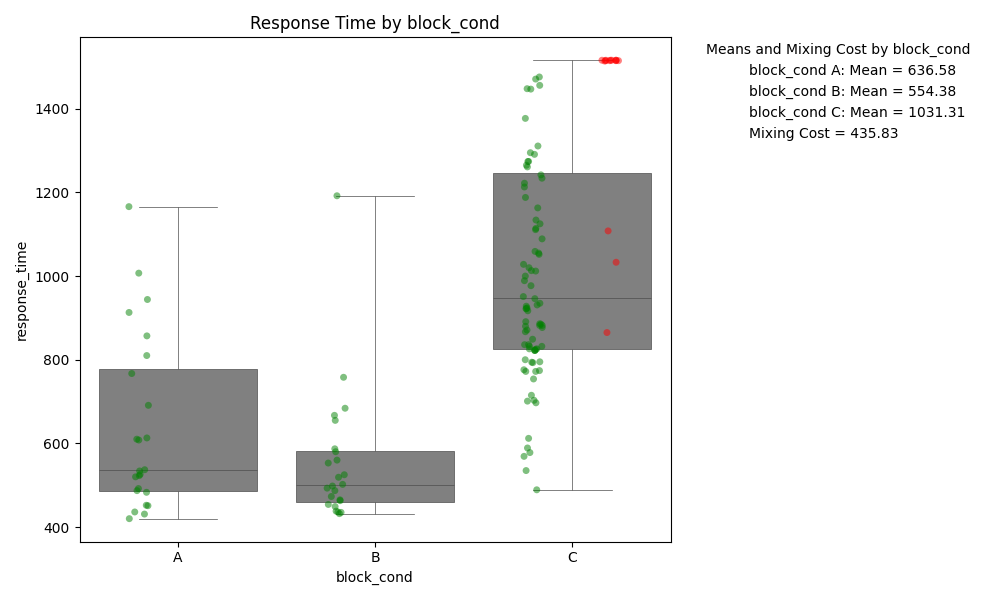 Response Time by block_cond
Means and Mixing Cost by block_cond
block_cond A: Mean = 636.58
block_cond B: Mean = 554.38
block_cond C: Mean = 1031.31
Mixing Cost = 435.83
response_time
1400
1200
1000
800
600
400
A B C
block_cond